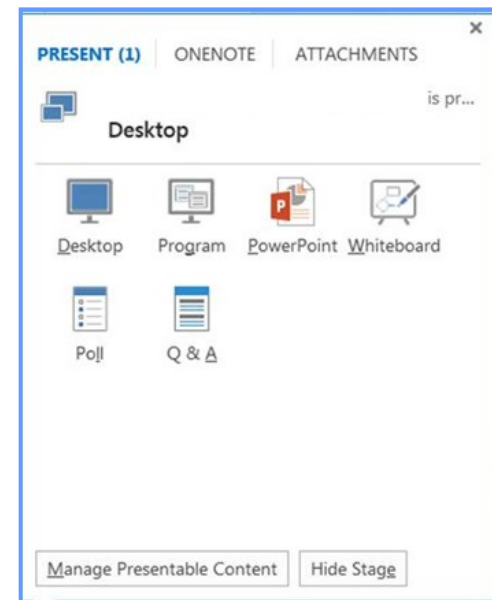 PRESENT (1) ONENOTE ATTACHMENTS
is pr...
Desktop
Desktop Program PowerPoint Whiteboard
Poll Q & A
Manage Presentable Content Hide Stage